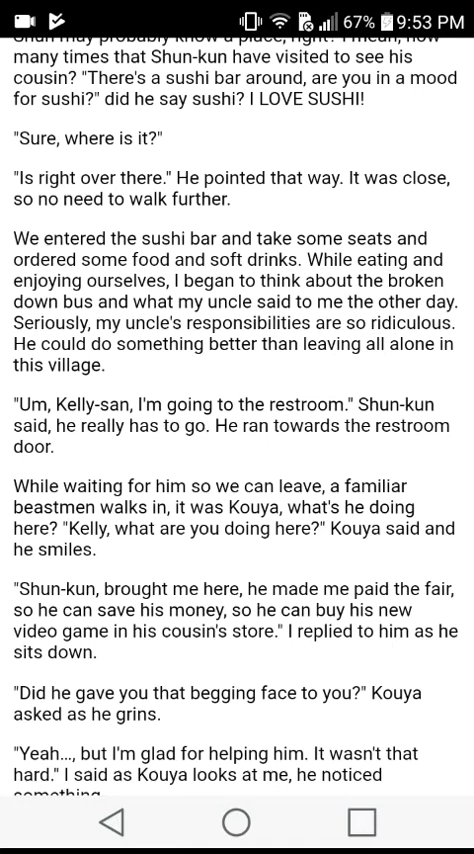 67% 9:53 PM
Shun may probably know a place, right? I mean, how
many times that Shun-kun have visited to see his
cousin? "There's a sushi bar around, are you in a mood
for sushi?" did he say sushi? I LOVE SUSHI!
"Sure, where is it?"
"Is right over there." He pointed that way. It was close,
so no need to walk further.
We entered the sushi bar and take some seats and
ordered some food and soft drinks. While eating and
enjoying ourselves, I began to think about the broken
down bus and what my uncle said to me the other day.
Seriously, my uncle's responsibilities are so ridiculous.
He could do something better than leaving all alone in
this village.
"Um, Kelly-san, I'm going to the restroom." Shun-kun
said, he really has to go. He ran towards the restroom
door.
While waiting for him so we can leave, a familiar
beastmen walks in, it was Kouya, what's he doing
here? "Kelly, what are you doing here?" Kouya said and
he smiles.
"Shun-kun, brought me here, he made me paid the fair,
so he can save his money, so he can buy his new
video game in his cousin's store." I replied to him as he
sits down.
"Did he gave you that begging face to you?" Kouya
asked as he grins.
"Yeah..., but I'm glad for helping him. It wasn't that
hard." I said as Kouya looks at me, he noticed
something